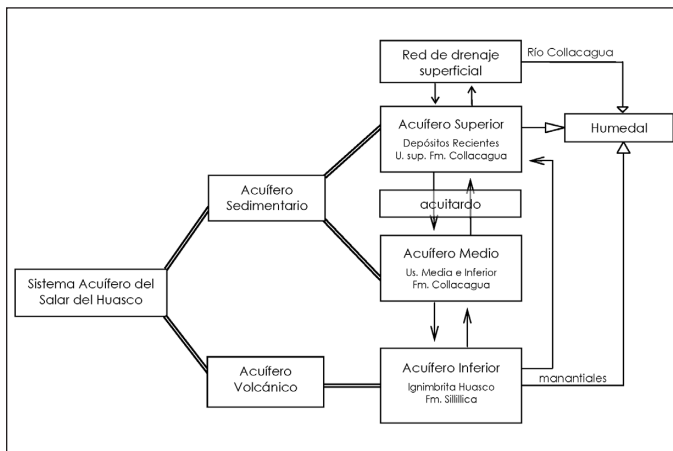 Red de drenaje
superficial
Río Collacagua
Acuífero Superior
Depósitos Recientes
U. sup. Fm. Collacagua
Humedal
Acuífero
Sedimentario
acuitardo
Acuífero Medio
Us. Media e Inferior
Fm. Collacagua
Sistema Acuífero del
Salar del Huasco
Acuífero
Volcánico
Acuífero Inferior
Ignimbrita Huasco
Fm. Sillillica
manantiales